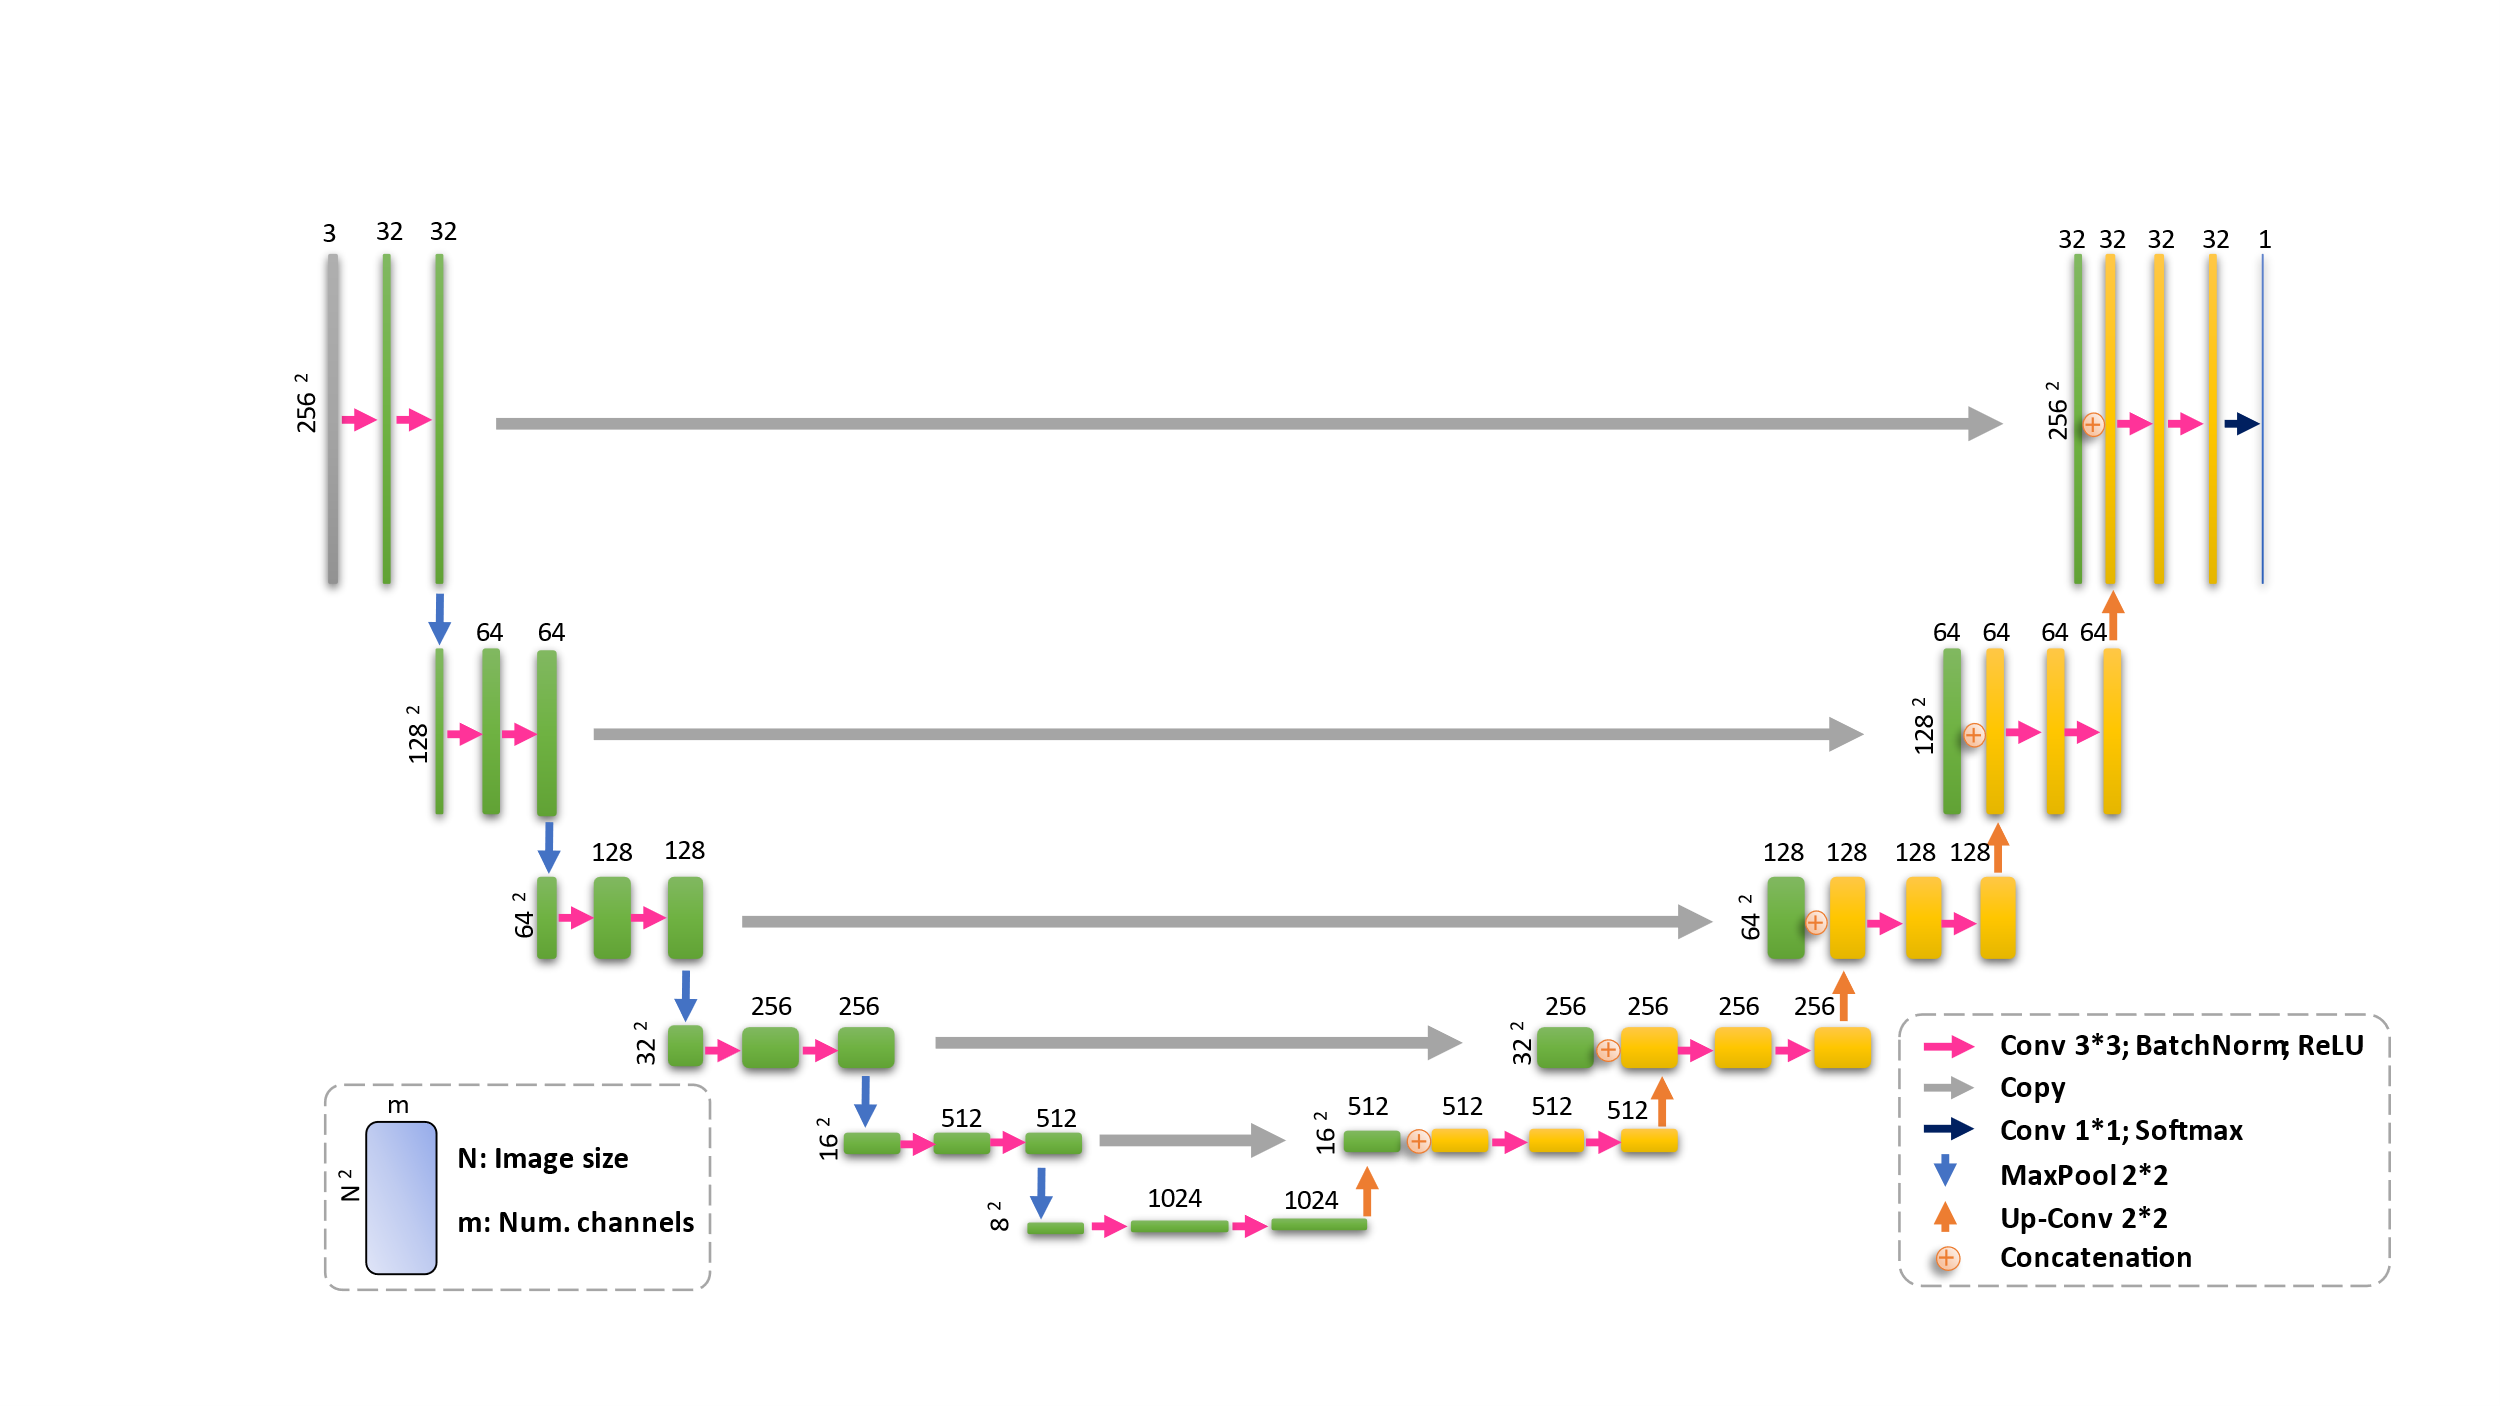 3 32 32
256 2
32 32 32 32 1
256 2
64 64
128 2
64 64 64 64
128 2
128 128
64 2
128 128 128 128
64 2
256 256
32 2
256 256 256 256
32 2
512 512
16 2
512 512 512 512
16 2
1024 1024
8 2
m
N 2
N: Image size
m: Num. channels
Conv 3*3; BatchNorm; ReLU
Copy
Conv 1*1; Softmax
MaxPool 2*2
Up-Conv 2*2
Concatenation